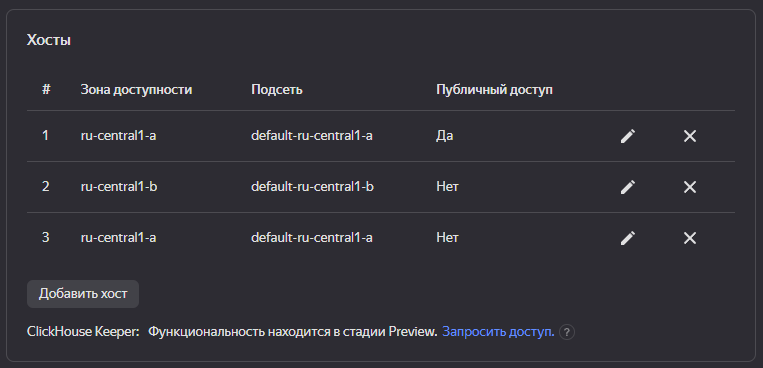 Хосты
# Зона доступности Подсеть Публичный доступ
1 ru-central1-a default-ru-central1-a Да
2 ru-central1-b default-ru-central1-b Нет
3 ru-central1-a default-ru-central1-a Нет
Добавить хост
ClickHouse Keeper: Функциональность находится в стадии Preview. Запросить доступ. ?